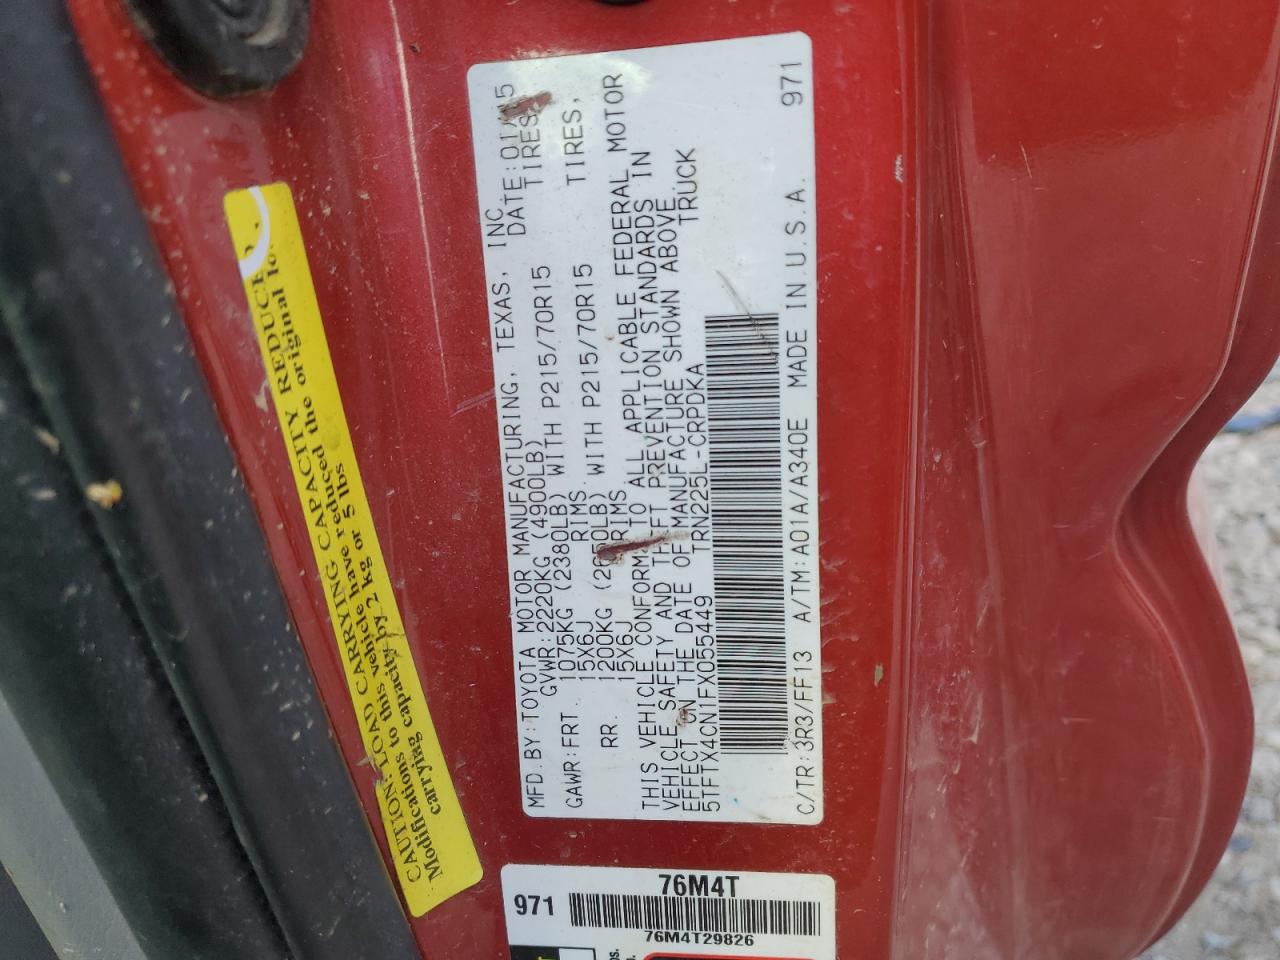 CAUTION: LOAD CARRYING CAPACITY REDUCED
Modifications to this vehicle have reduced the original
carrying capacity by 2 kg or 5 lbs
MFD. BY: TOYOTA MOTOR MANUFACTURING, TEXAS, INC
GVWR: 2220KG (4900LB) DATE: 01/15
GAWR: FRT. 1075KG (2380LB) WITH P215/70R15 TIRES,
15X6J RIMS.
RR. 1200KG LB) WITH P215/70R15 TIRES,
15X6J RIMS
THIS VEHICLE CONFORMS TO ALL APPLICABLE FEDERAL MOTOR
VEHICLE SAFETY AND THEFT PREVENTION STANDARDS IN
EFFECT ON THE DATE OF MANUFACTURE SHOWN ABOVE.
5TFTX4CN1FX055449 TRN225L-CRPDKA TRUCK
C/TR: 3R3/FF13 A/TM: A01A/A340E MADE IN U.S.A. 971
76M4T
971
76M4T29826